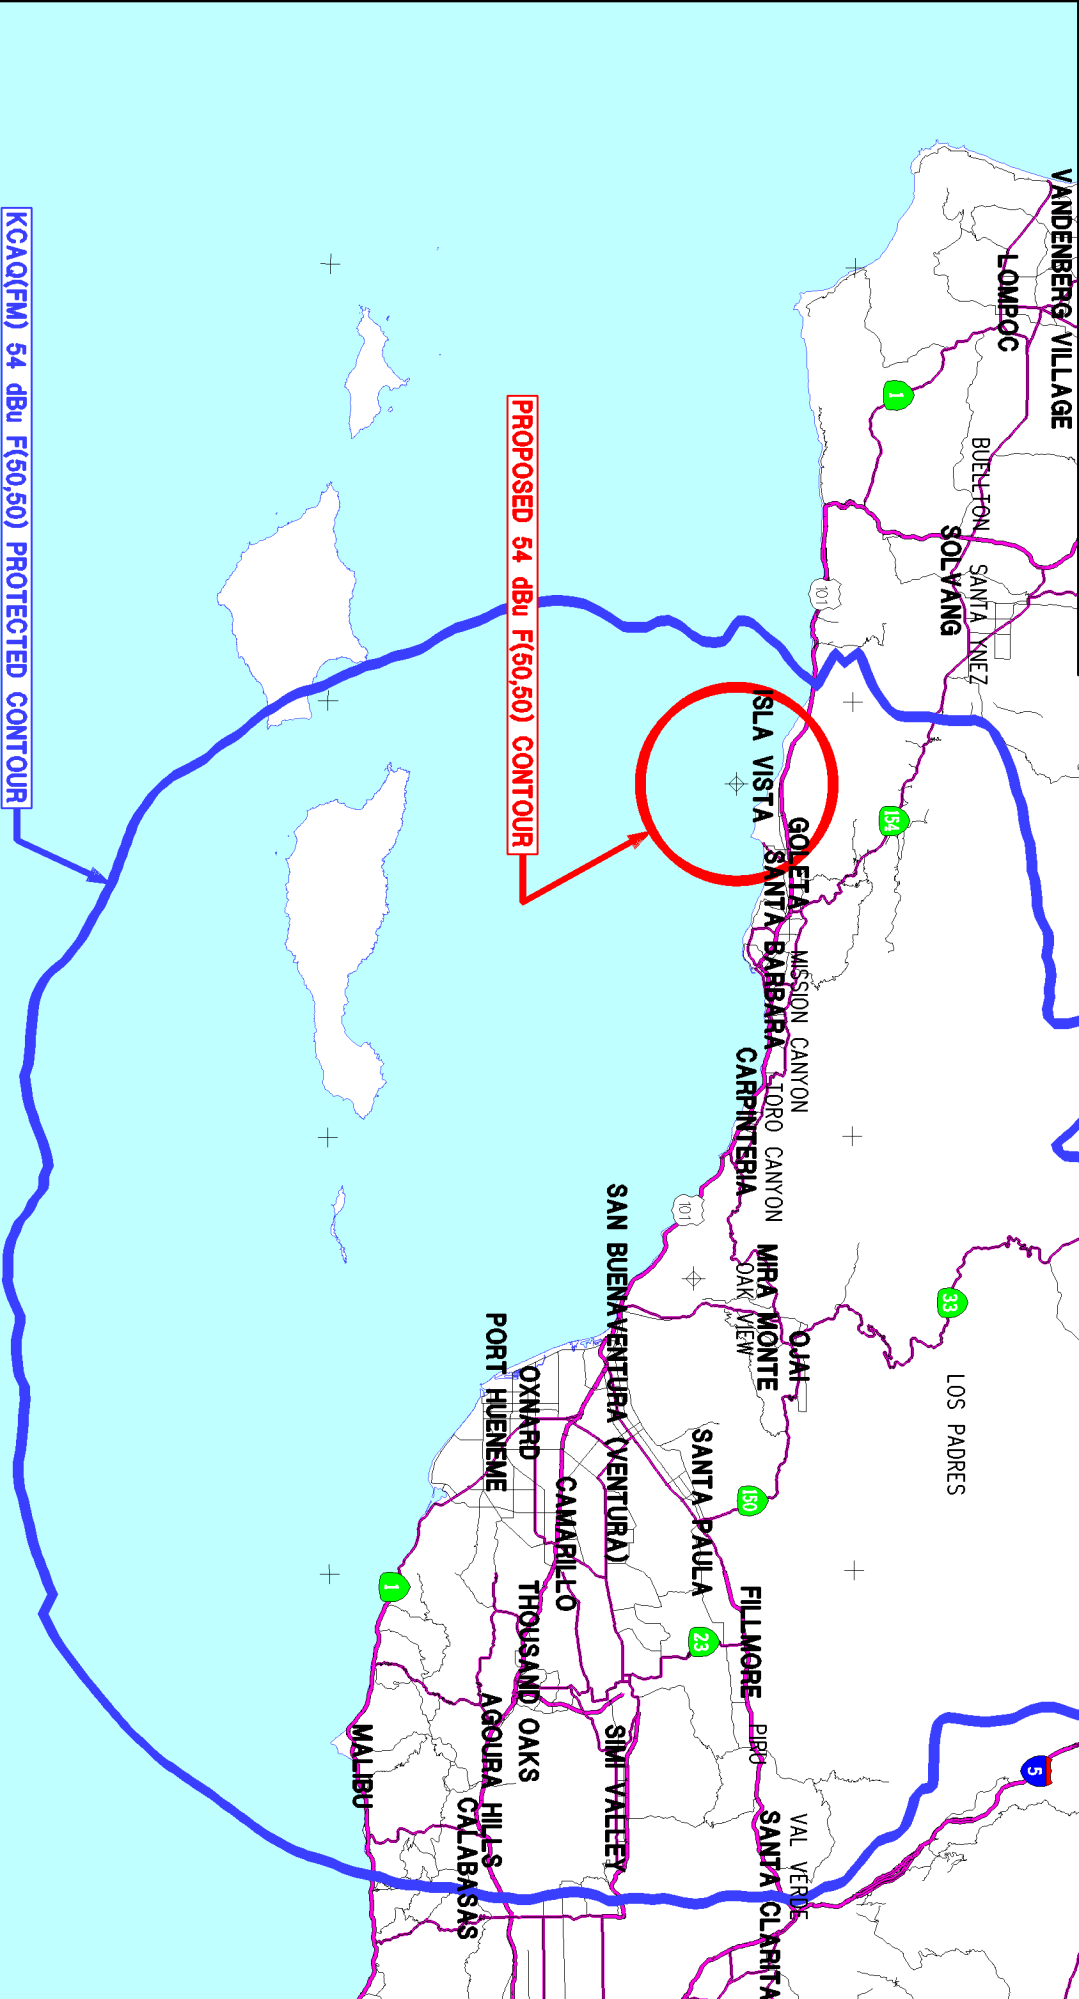 VANDENBERG VILLAGE
LOMPOC
1
BUELLTON
SANTA YNEZ
SOLVANG
101
154
ISLA VISTA
GOLETA
SANTA BARBARA
MISSION CANYON
TORO CANYON
CARPINTERIA
101
33
LOS PADRES
MIRA MONTE
OAK VIEW
OJAI
SAN BUENAVENTURA (VENTURA)
PORT HUENEME
OXNARD
CAMARILLO
SANTA PAULA
150
FILLMORE
23
PIRU
1
THOUSAND OAKS
AGOURA HILLS
SIMI VALLEY
MALIBU
CALABASAS
5
VAL VERDE
SANTA CLARITA
PROPOSED 54 dBu F(50,50) CONTOUR
KCAQ(FM) 54 dBu F(50,50) PROTECTED CONTOUR